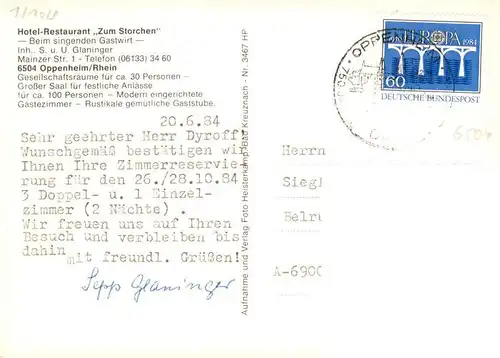 1/1028
Hotel-Restaurant „Zum Storchen“
— Beim singenden Gastwirt —
Inh. S. u. U. Glaninger
Mainzer Str. 1 - Telefon (06133) 34 60
6504 Oppenheim/Rhein
Gesellschaftsräume für ca. 30 Personen —
Großer Saal für festliche Anlässe
für ca. 100 Personen — Modern eingerichtete
Gästezimmer — Rustikale gemütliche Gaststube.
20.6.84
Sehr geehrter Herr Dyroff!
Wunschgemäß bestätigen wir
Ihnen Ihre Zimmerreservie
rung für den 26./28.10.84
3 Doppel- u. 1 Einzel-
zimmer (2 Nächte) .
Wir freuen uns auf Ihren
Besuch und verbleiben bis
dahin
mit freundl. Grüßen!
Sepp Glaninger
Aufnahme und Verlag Foto Heisterkamp, Bad Kreuznach - Nr. 3467 HP
OPPENHEIM
750
EUROPA
1984
60
DEUTSCHE BUNDESPOST
Herrn
Siegf
Belru
A-6900